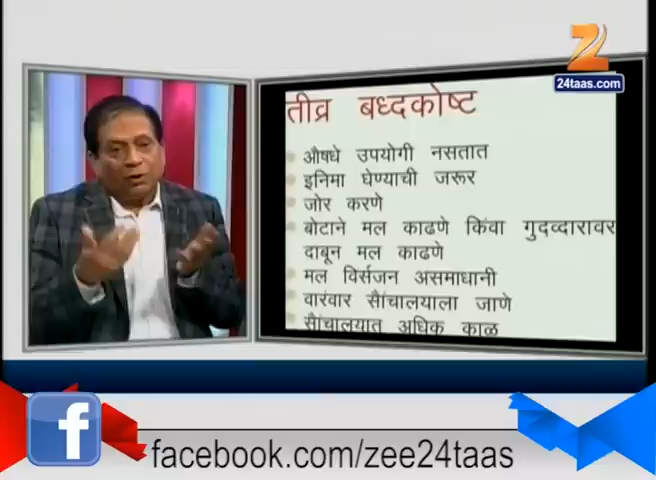 24taas.com
तीव्र बध्दकोष्ट
औषधे उपयोगी नसतात
इनिमा घेण्याची जरूर
जोर करणे
बोटाने मल काढणे किंवा गुदव्दारावर
दाबून मल काढणे
मल विर्सजन असमाधानी
वारंवार सैांचालयाला जाणे
सैांचालयात अधिक काळ
facebook.com/zee24taas